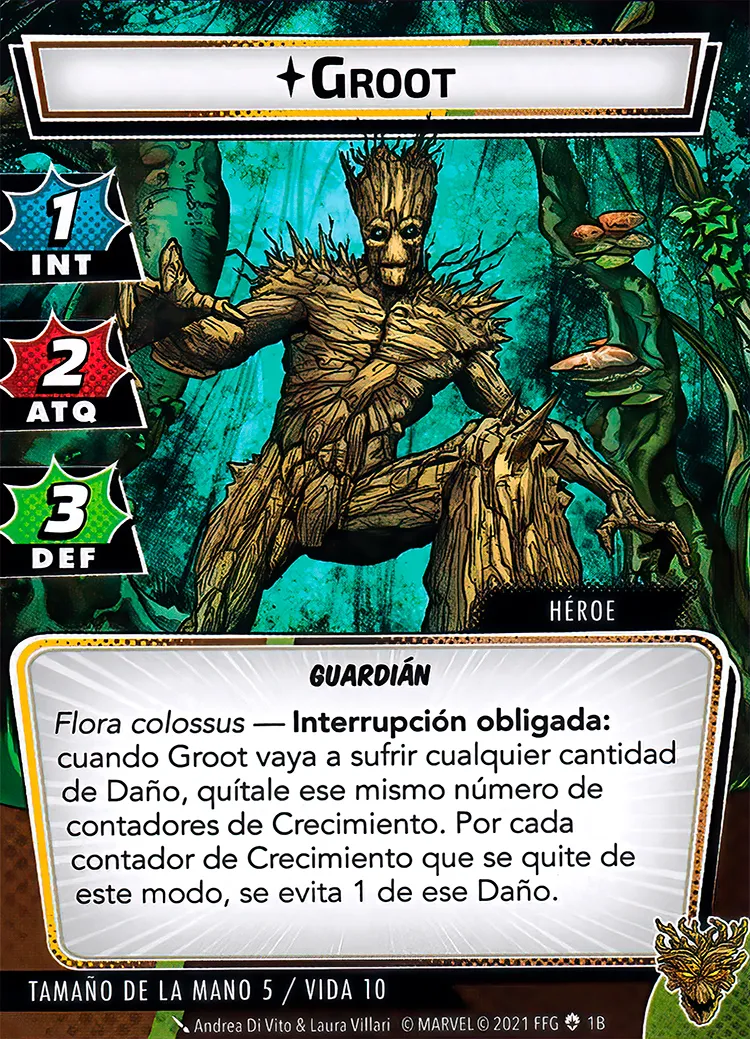 GROOT
1
INT
2
ATQ
3
DEF
HÉROE
GUARDIÁN
Flora colossus — Interrupción obligada:
cuando Groot vaya a sufrir cualquier cantidad
de Daño, quítale ese mismo número de
contadores de Crecimiento. Por cada
contador de Crecimiento que se quite de
este modo, se evita 1 de ese Daño.
TAMAÑO DE LA MANO 5 / VIDA 10
Andrea Di Vito & Laura Villari © MARVEL © 2021 FFG 1B